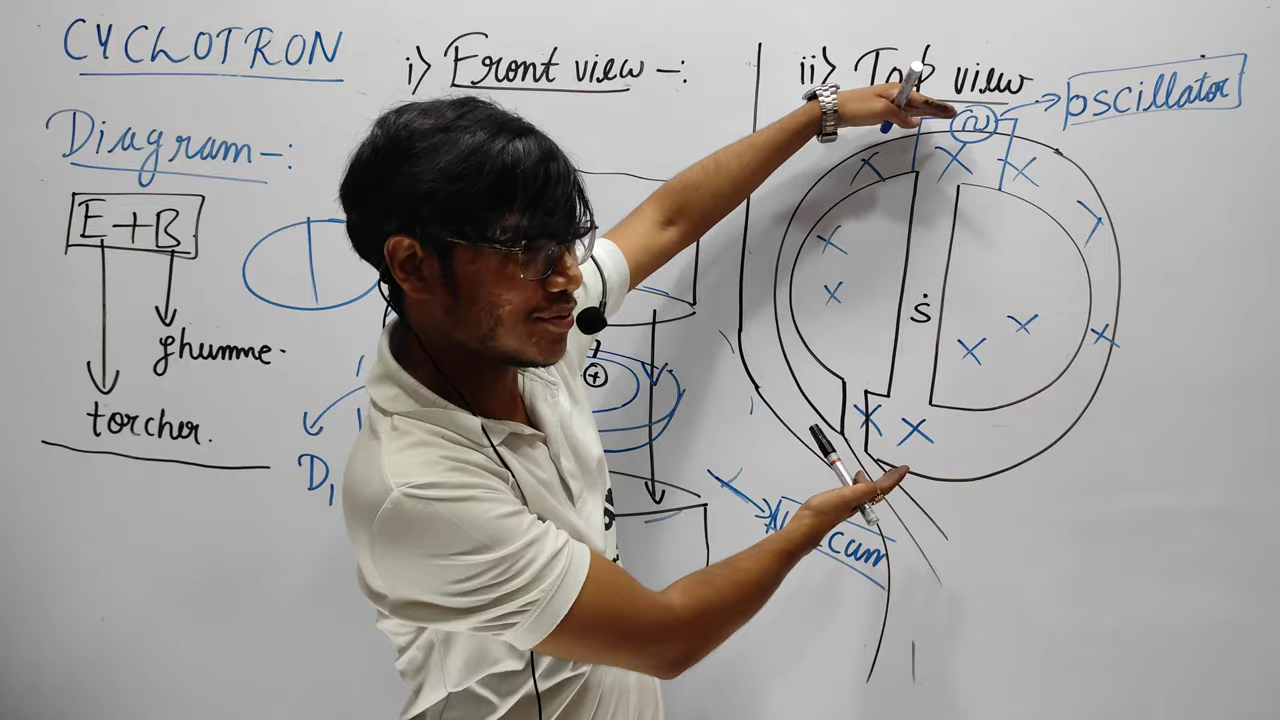 CYCLOTRON
i) Front view -:
ii) Top view
oscillator
Diagram -:
E+B
ghumne.
torcher.
D1
+
S